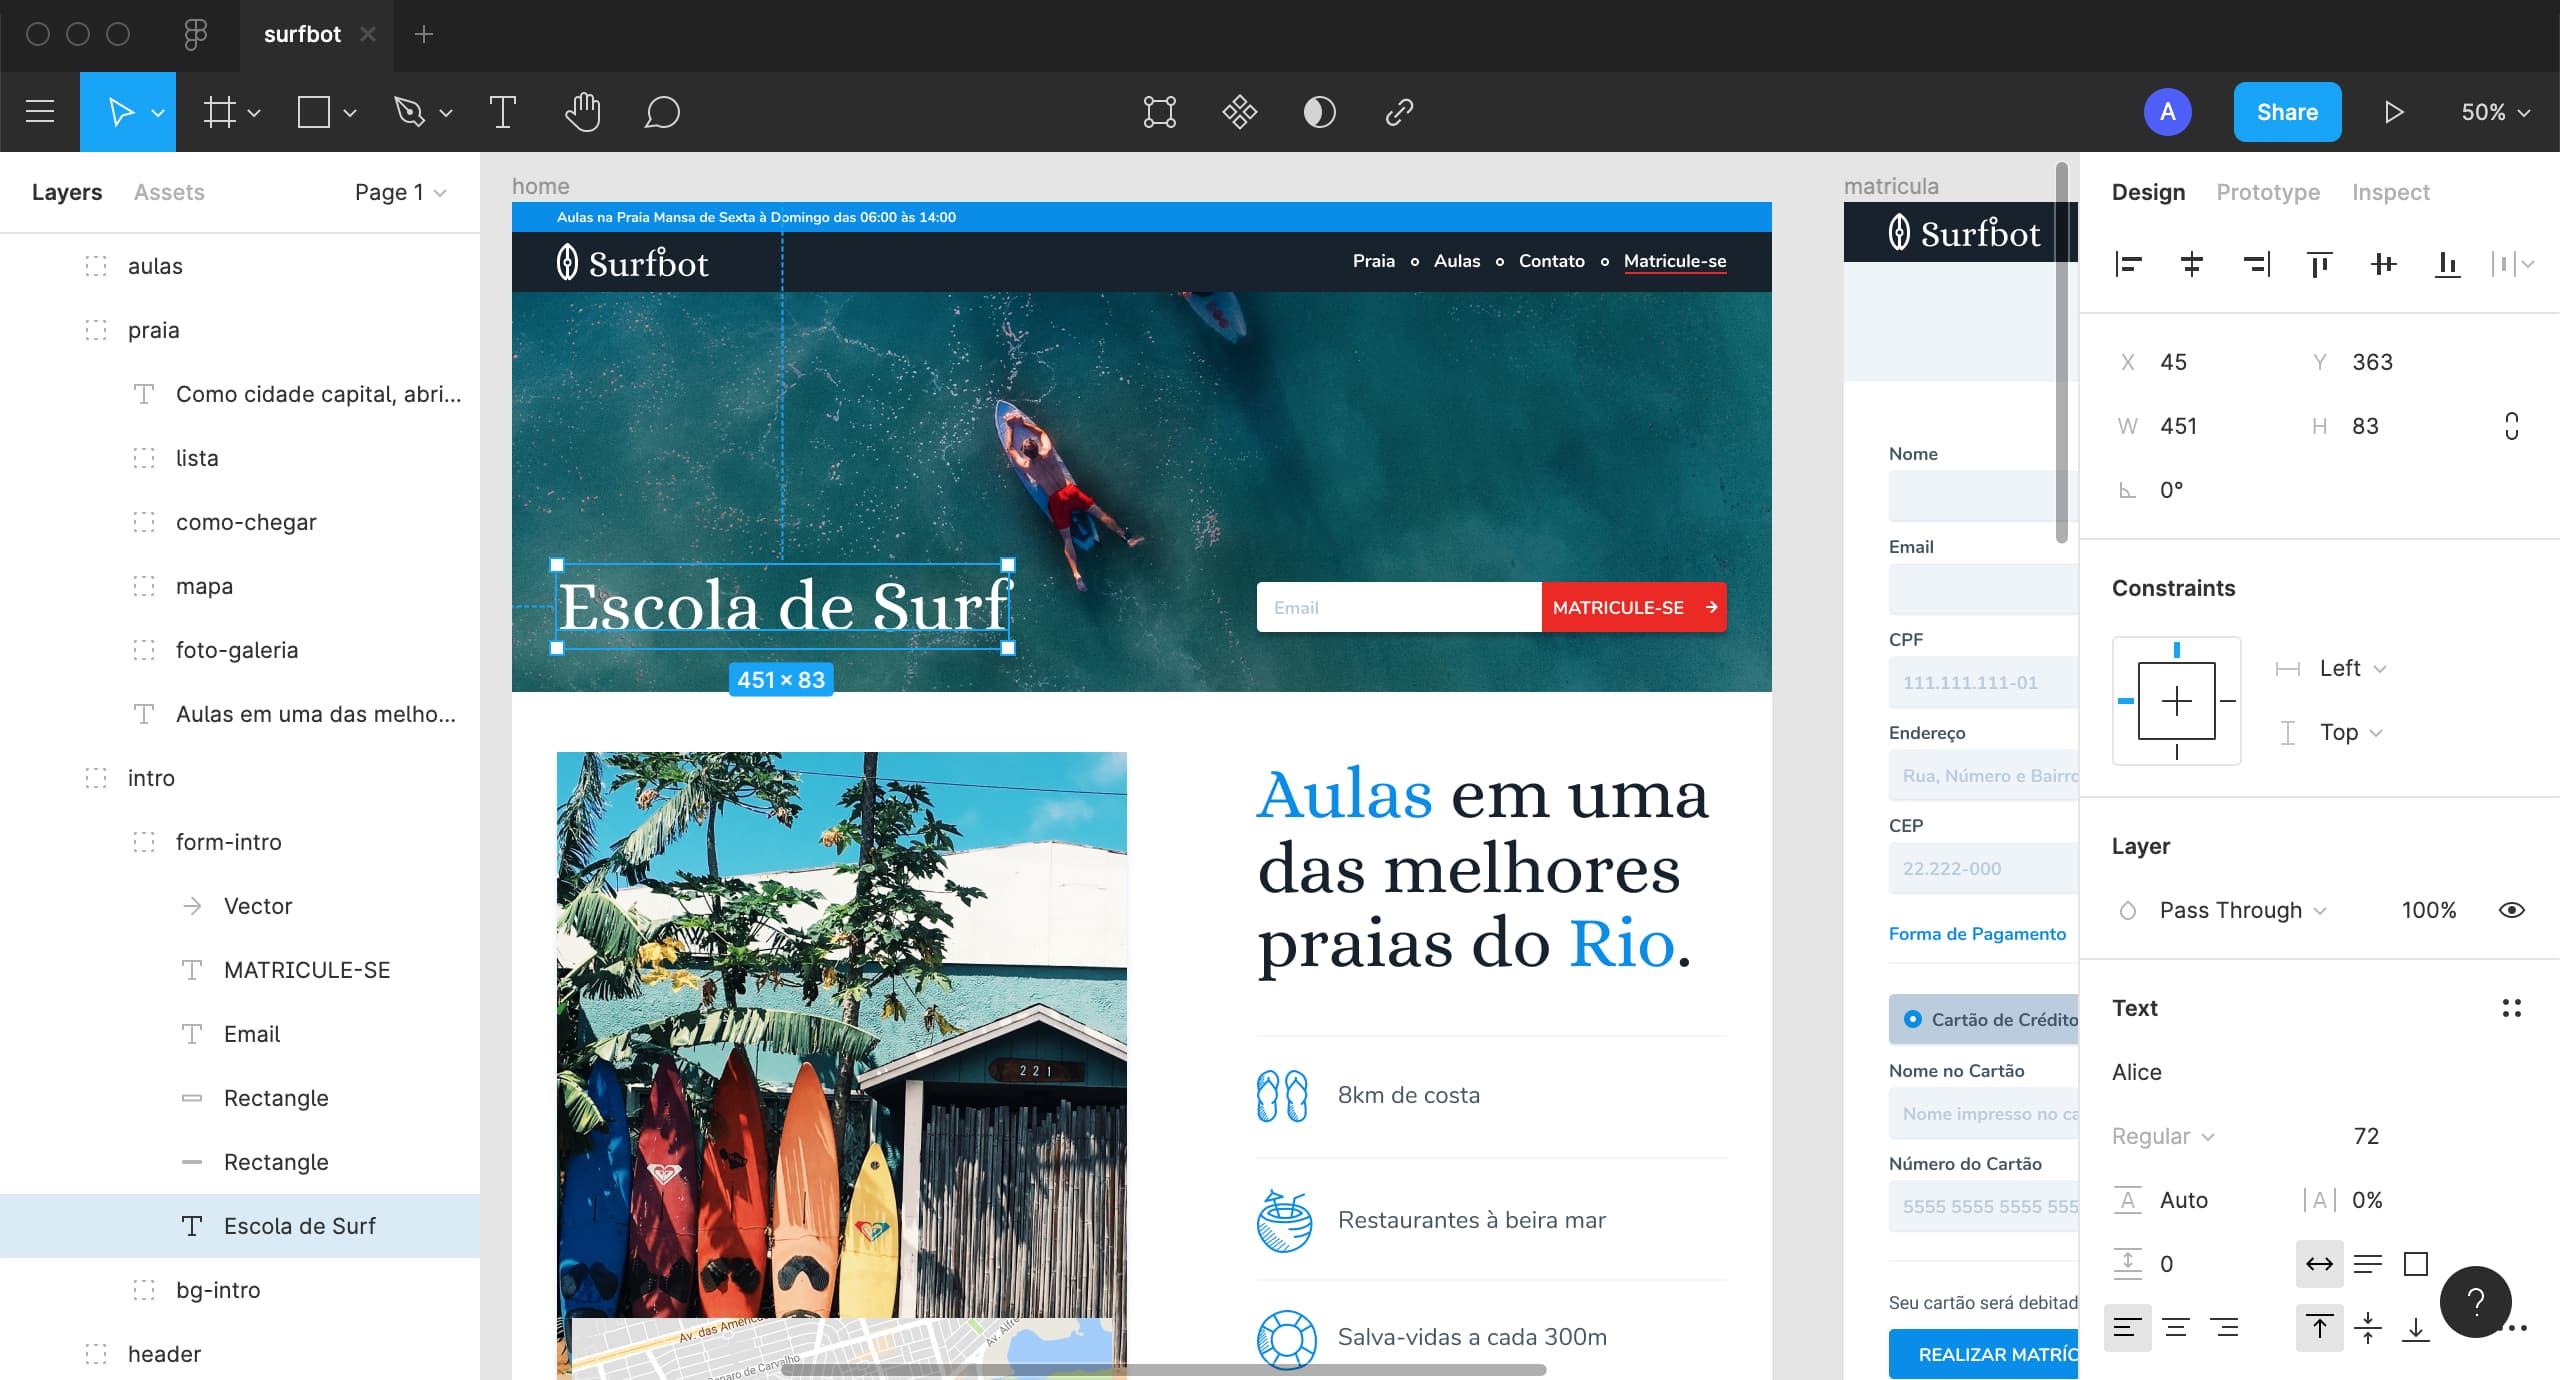 surfbot
A
Share
50%
Layers
Assets
Page 1
aulas
praia
Como cidade capital, abri...
lista
como-chegar
mapa
foto-galeria
Aulas em uma das melho...
intro
form-intro
Vector
MATRICULE-SE
Email
Rectangle
Rectangle
Escola de Surf
bg-intro
header
home
Aulas na Praia Mansa de Sexta à Domingo das 06:00 às 14:00
Surfbot
Praia
Aulas
Contato
Matricule-se
Escola de Surf
451 × 83
Email
MATRICULE-SE
Aulas em uma
das melhores
praias do Rio.
221
8km de costa
Restaurantes à beira mar
Salva-vidas a cada 300m
Av. das Américas
matricula
Surfbot
Nome
Email
CPF
111.111.111-01
Endereço
Rua, Número e Bairro
CEP
22.222-000
Forma de Pagamento
Cartão de Crédito
Nome no Cartão
Nome impresso no ca
Número do Cartão
5555 5555 5555 555
Seu cartão será debitad
REALIZAR MATRÍC
Design
Prototype
Inspect
X 45
Y 363
W 451
H 83
0°
Constraints
Left
Top
Layer
Pass Through
100%
Text
Alice
Regular
72
A Auto
|A| 0%
0
?